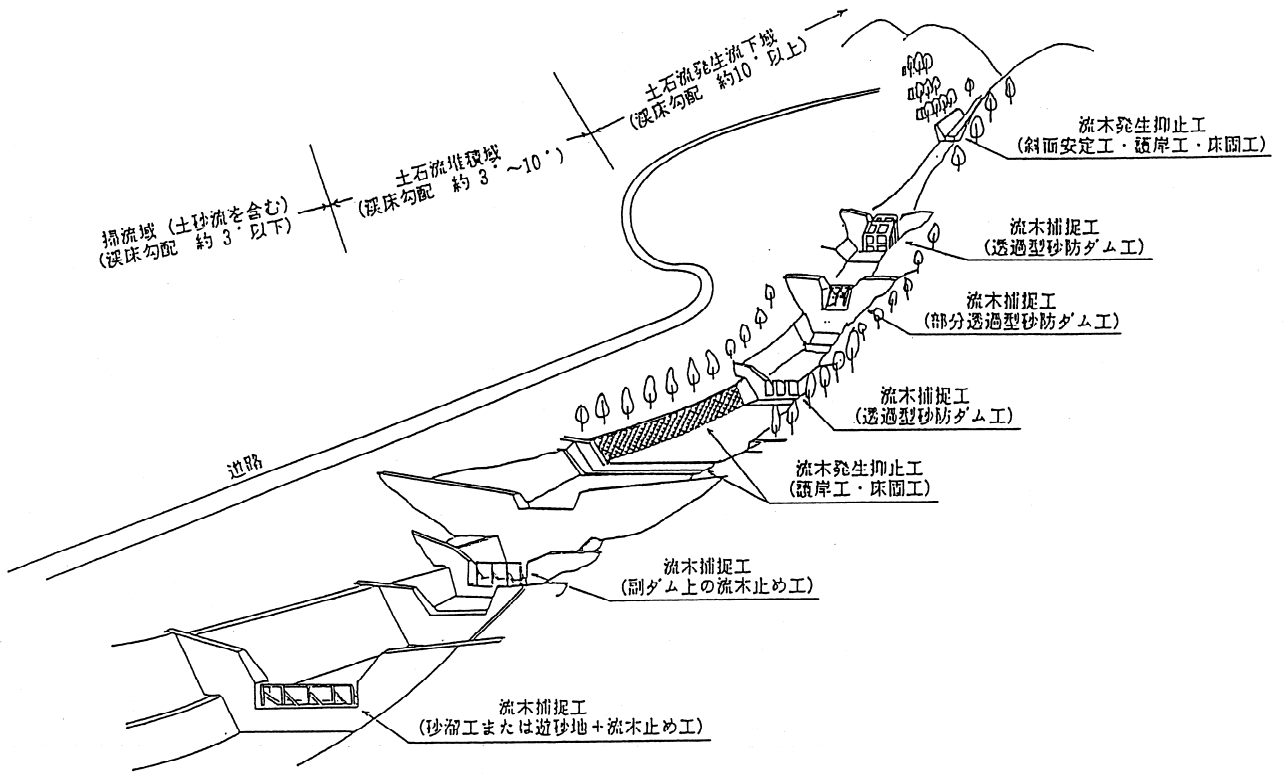 土石流発生流下域
(渓床勾配 約10°以上)
土石流堆積域
(渓床勾配 約3°～10°)
掃流域(土砂流を含む)
(渓床勾配 約3°以下)
流木発生抑止工
(斜面安定工・護岸工・床固工)
流木捕捉工
(透過型砂防ダム工)
流木捕捉工
(部分透過型砂防ダム工)
流木捕捉工
(透過型砂防ダム工)
流木発生抑止工
(護岸工・床固工)
道路
流木捕捉工
(副ダム上の流木止め工)
流木捕捉工
(砂溜工または遊砂地+流木止め工)